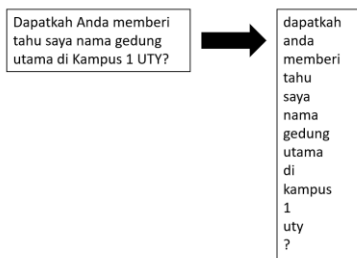 Dapatkah Anda memberi
tahu saya nama gedung
utama di Kampus 1 UTY?
dapatkah
anda
memberi
tahu
saya
nama
gedung
utama
di
kampus
1
uty
?